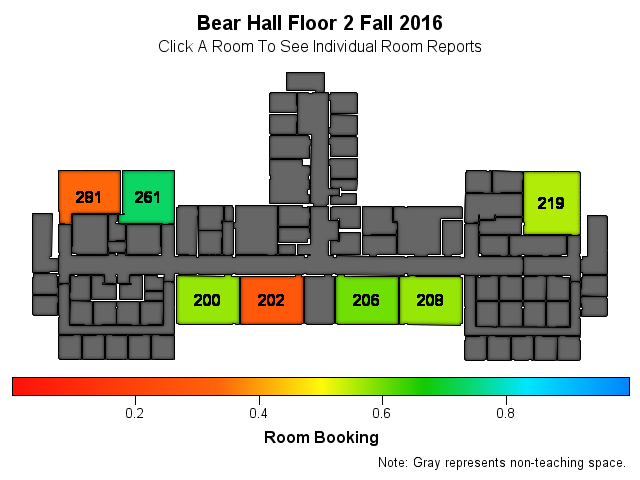 Bear Hall Floor 2 Fall 2016
Click A Room To See Individual Room Reports
281
261
219
200
202
206
208
0.2
0.4
0.6
0.8
Room Booking
Note: Gray represents non-teaching space.